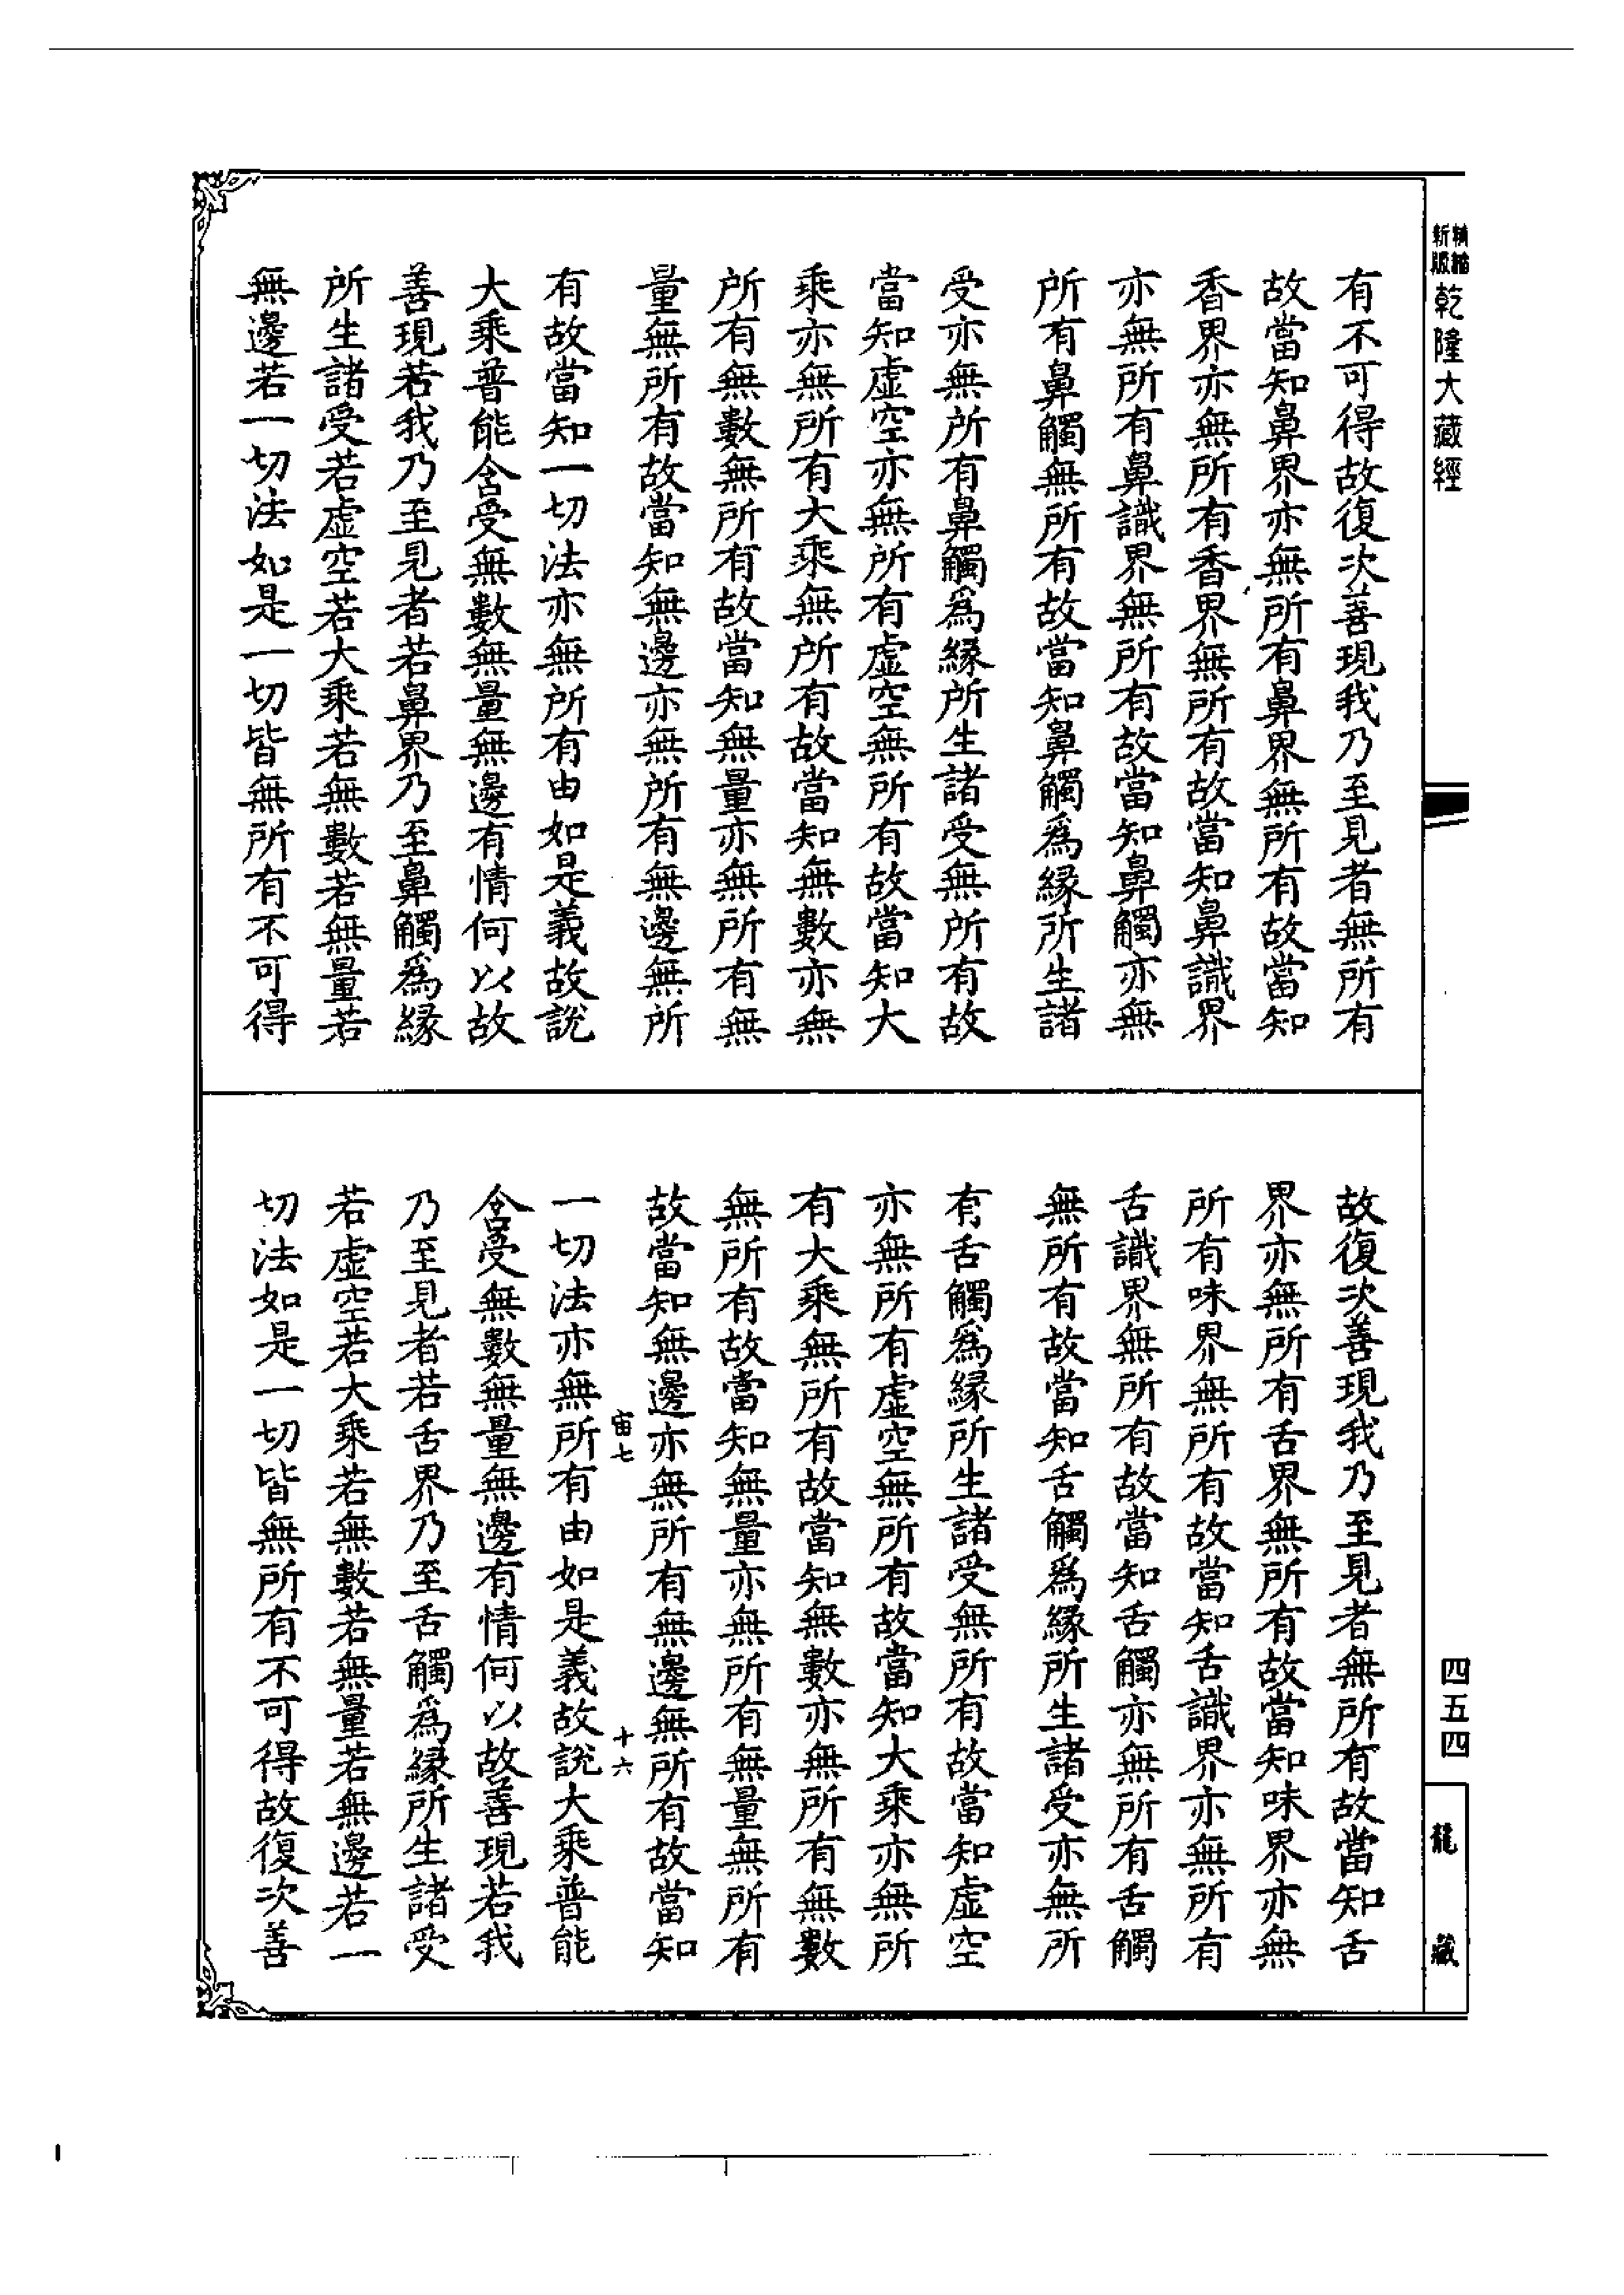 新版精縮乾隆大藏經
四五四
龍藏
有不可得故復次善現我乃至見者無所有
故當知鼻界亦無所有鼻界無所有故當知
香界亦無所有香界無所有故當知鼻識界
亦無所有鼻識界無所有故當知鼻觸亦無
所有鼻觸無所有故當知鼻觸爲緣所生諸
受亦無所有鼻觸爲緣所生諸受無所有故
當知虛空亦無所有虛空無所有故當知大
乘亦無所有大乘無所有故當知無數亦無
所有無數無所有故當知無量亦無所有無
量無所有故當知無邊亦無所有無邊無所
有故當知一切法亦無所有由如是義故說
大乘普能含受無數無量無邊有情何以故
善現若我乃至見者若鼻界乃至鼻觸爲緣
所生諸受若虛空若大乘若無數若無量若
無邊若一切法如是一切皆無所有不可得
故復次善現我乃至見者無所有故當知舌
界亦無所有舌界無所有故當知味界亦無
所有味界無所有故當知舌識界亦無所有
舌識界無所有故當知舌觸亦無所有舌觸
無所有故當知舌觸爲緣所生諸受亦無所
有舌觸爲緣所生諸受無所有故當知虛空
亦無所有虛空無所有故當知大乘亦無所
有大乘無所有故當知無數亦無所有無數
無所有故當知無量亦無所有無量無所有
故當知無邊亦無所有無邊無所有故當知
宙七 十六
一切法亦無所有由如是義故說大乘普能
含受無數無量無邊有情何以故善現若我
乃至見者若舌界乃至舌觸爲緣所生諸受
若虛空若大乘若無數若無量若無邊若一
切法如是一切皆無所有不可得故復次善